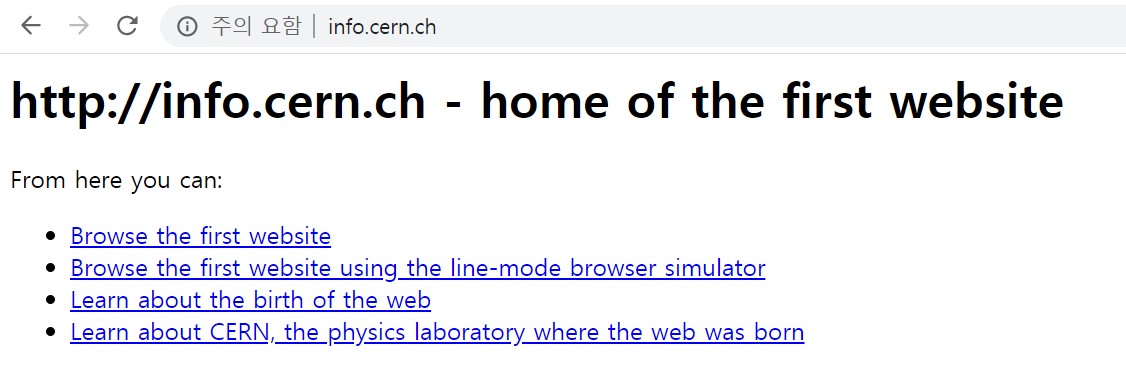 주의 요함 | info.cern.ch
http://info.cern.ch - home of the first website
From here you can:
Browse the first website
Browse the first website using the line-mode browser simulator
Learn about the birth of the web
Learn about CERN, the physics laboratory where the web was born